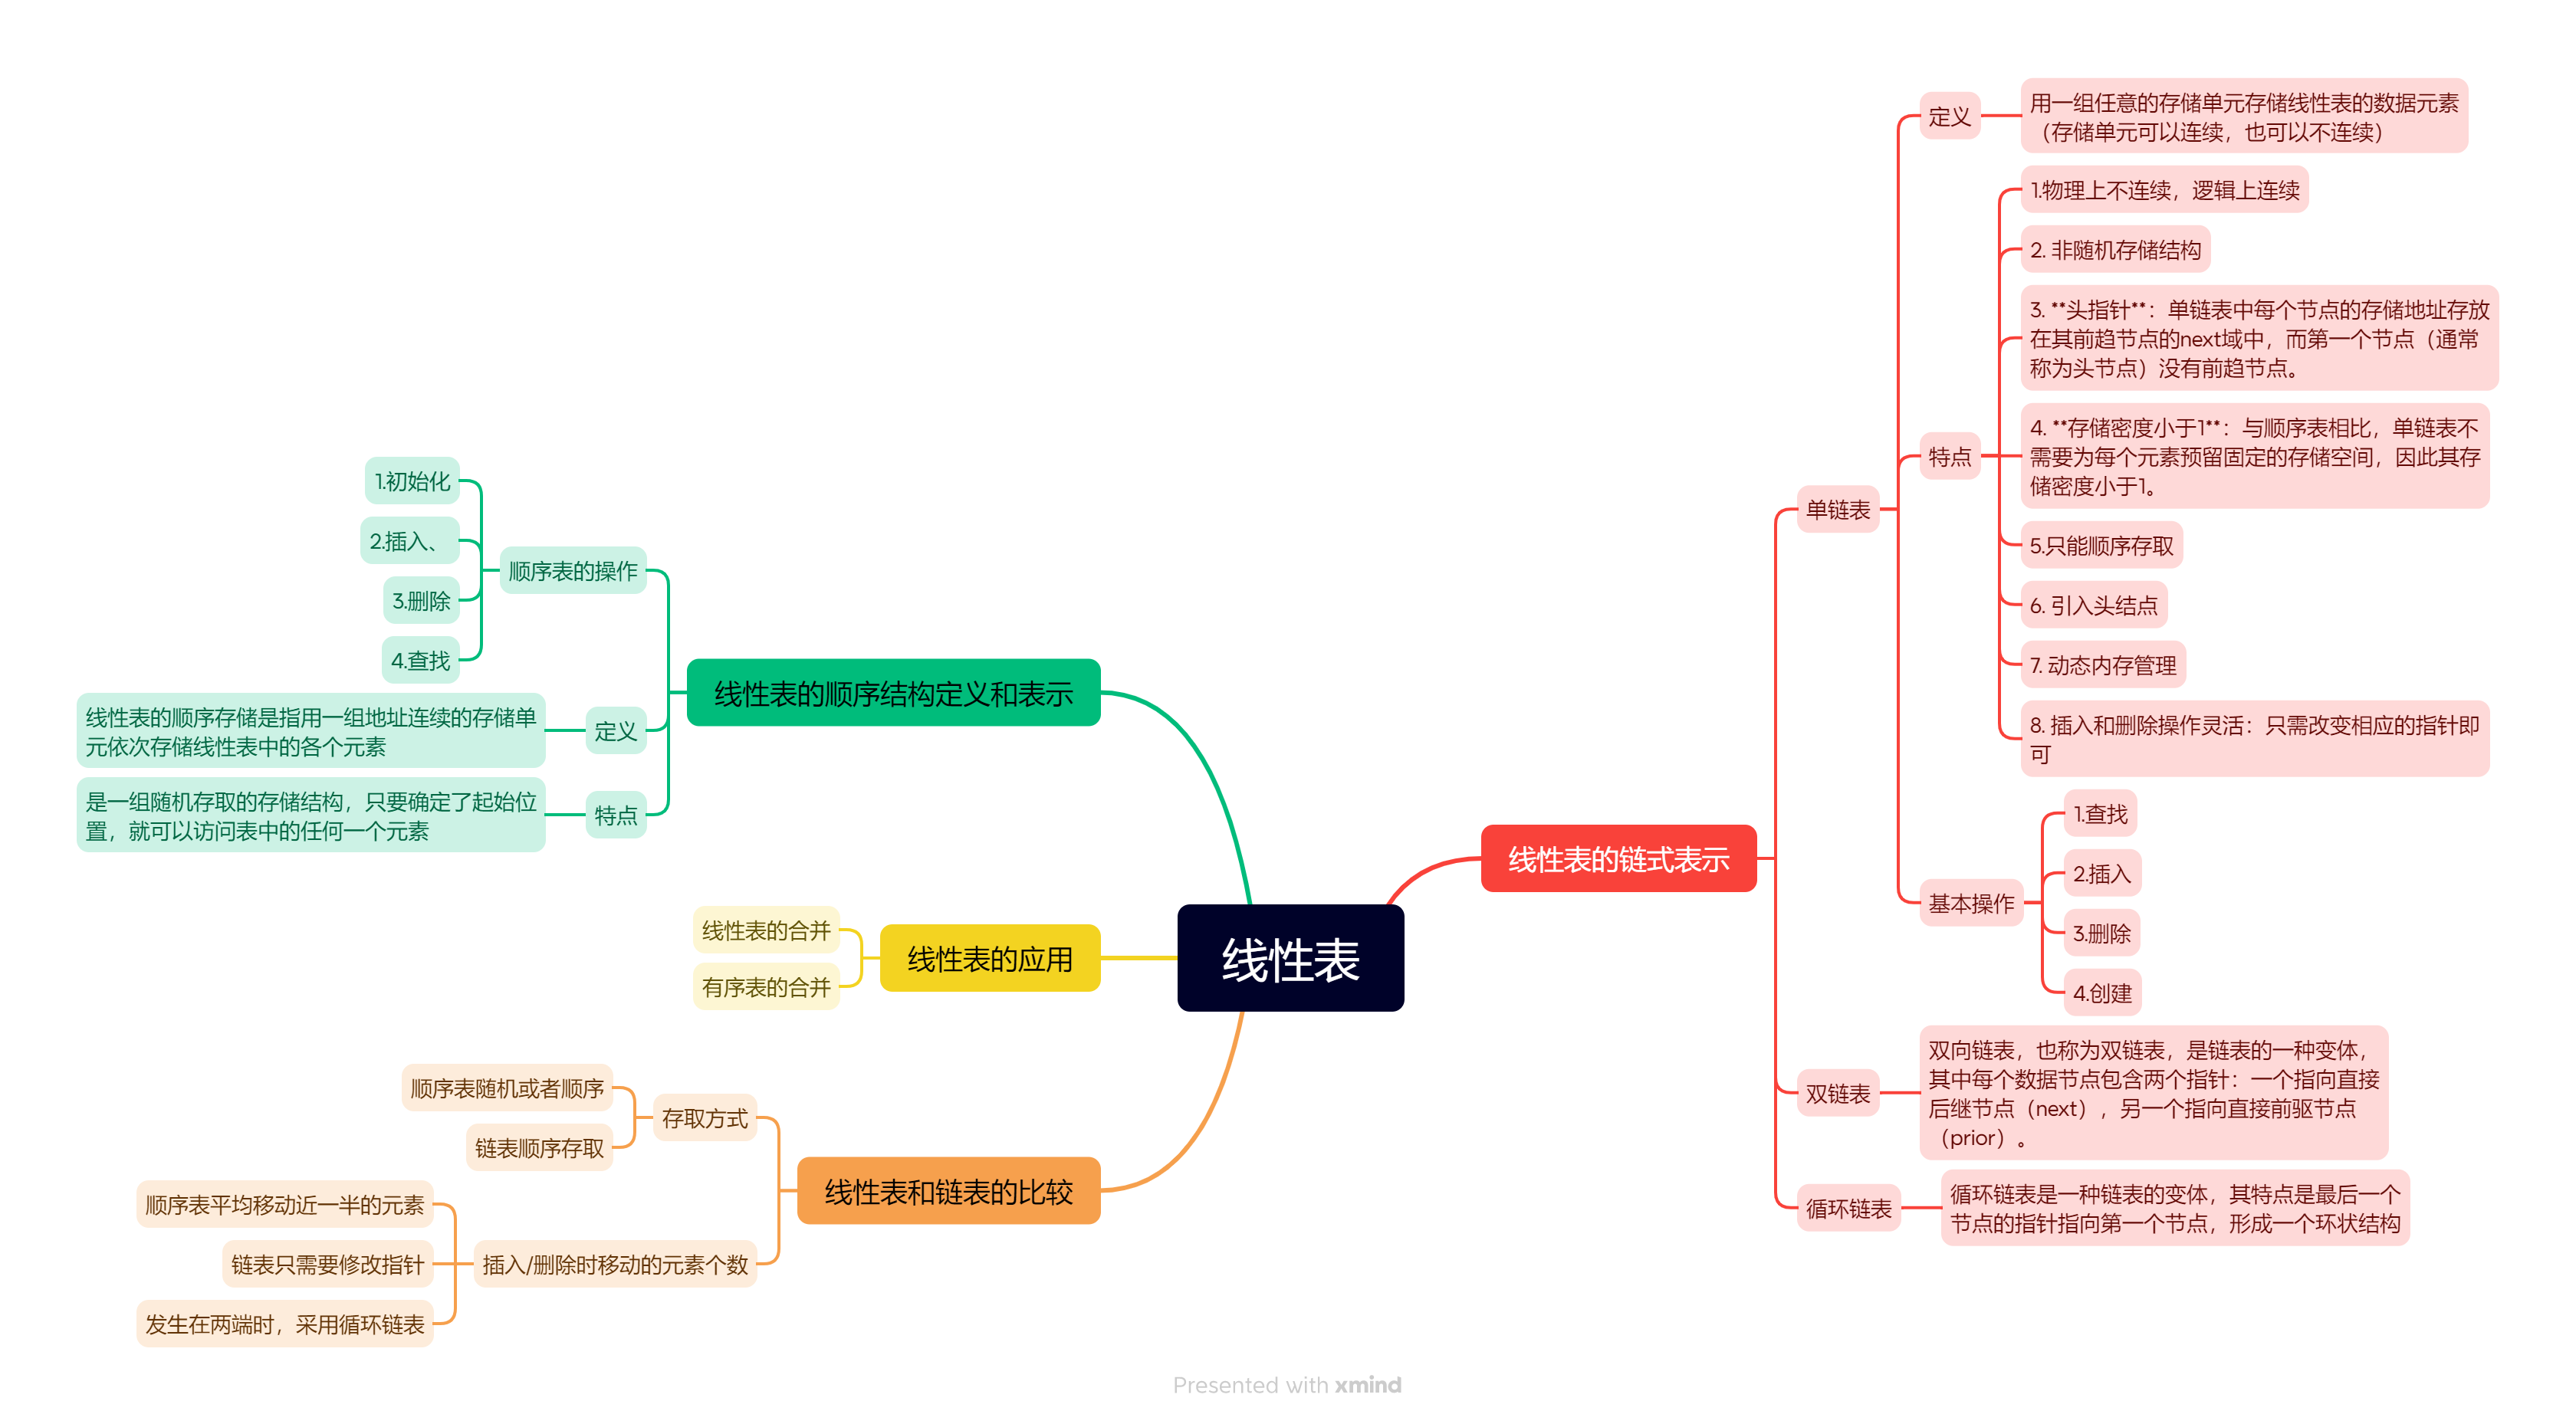 线性表
线性表的链式表示
单链表
定义
用一组任意的存储单元存储线性表的数据元素
（存储单元可以连续，也可以不连续）
特点
1.物理上不连续，逻辑上连续
2. 非随机存储结构
3. **头指针**：单链表中每个节点的存储地址存放
在其前趋节点的next域中，而第一个节点（通常
称为头节点）没有前趋节点。
4. **存储密度小于1**：与顺序表相比，单链表不
需要为每个元素预留固定的存储空间，因此其存
储密度小于1。
5.只能顺序存取
6. 引入头结点
7. 动态内存管理
8. 插入和删除操作灵活：只需改变相应的指针即
可
基本操作
1.查找
2.插入
3.删除
4.创建
双链表
双向链表，也称为双链表，是链表的一种变体，
其中每个数据节点包含两个指针：一个指向直接
后继节点（next），另一个指向直接前驱节点
（prior）。
循环链表
循环链表是一种链表的变体，其特点是最后一个
节点的指针指向第一个节点，形成一个环状结构
线性表的顺序结构定义和表示
顺序表的操作
1.初始化
2.插入、
3.删除
4.查找
定义
线性表的顺序存储是指用一组地址连续的存储单
元依次存储线性表中的各个元素
特点
是一组随机存取的存储结构，只要确定了起始位
置，就可以访问表中的任何一个元素
线性表的应用
线性表的合并
有序表的合并
线性表和链表的比较
存取方式
顺序表随机或者顺序
链表顺序存取
插入/删除时移动的元素个数
顺序表平均移动近一半的元素
链表只需要修改指针
发生在两端时，采用循环链表
Presented with xmind